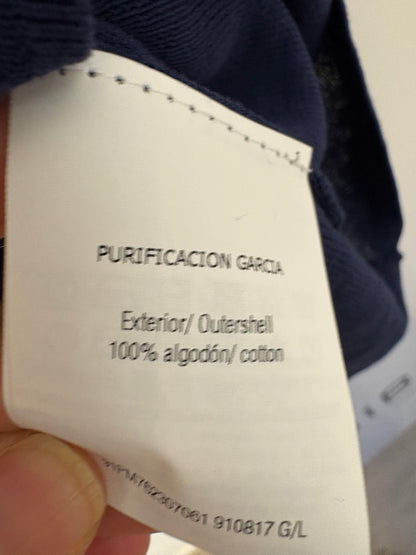 PURIFICACION GARCIA
Exterior/ Outershell
100% algodón/ cotton
910817 G/L